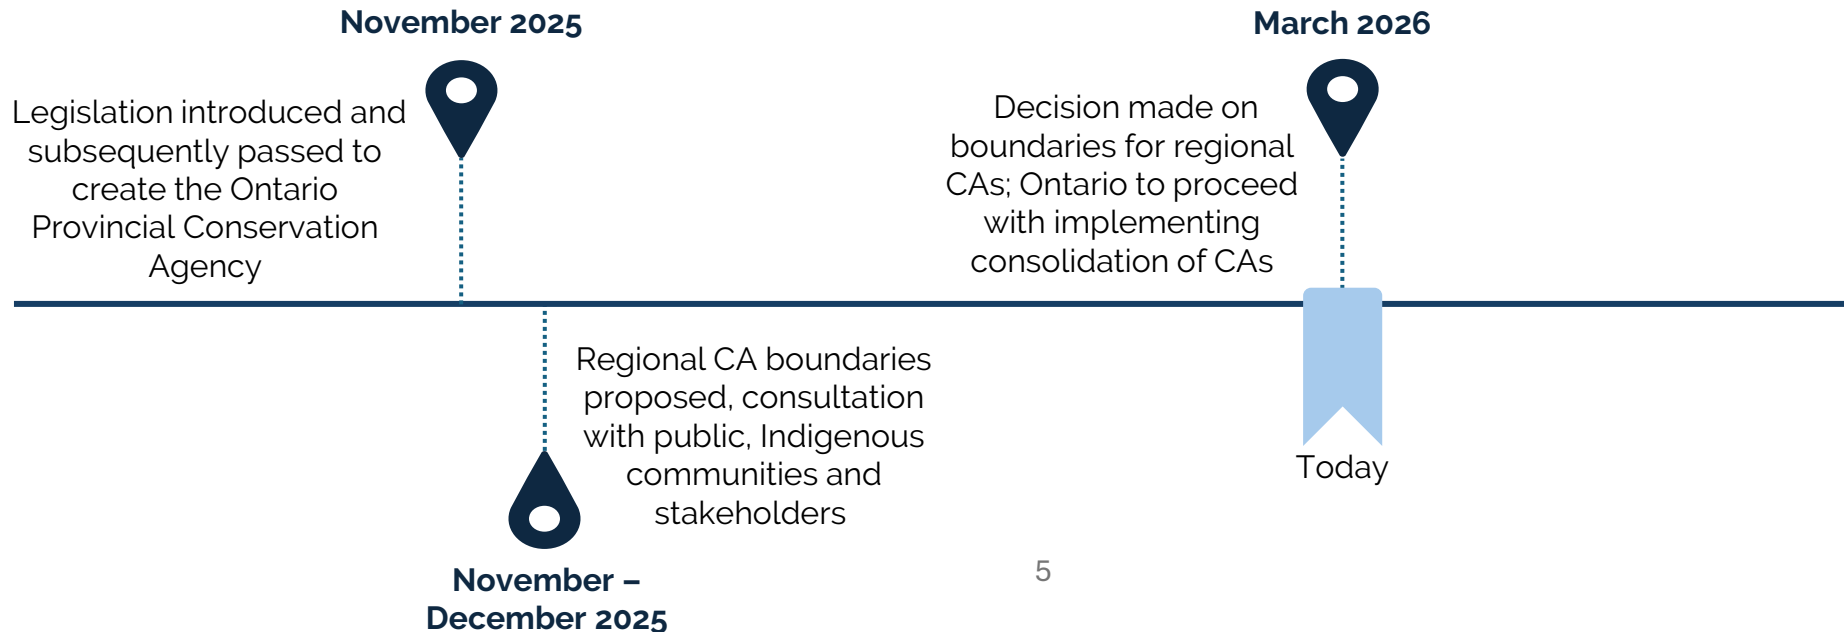 November 2025
Legislation introduced and
subsequently passed to
create the Ontario
Provincial Conservation
Agency
Regional CA boundaries
proposed, consultation
with public, Indigenous
communities and
stakeholders
November –
December 2025
March 2026
Decision made on
boundaries for regional
CAs; Ontario to proceed
with implementing
consolidation of CAs
Today
5